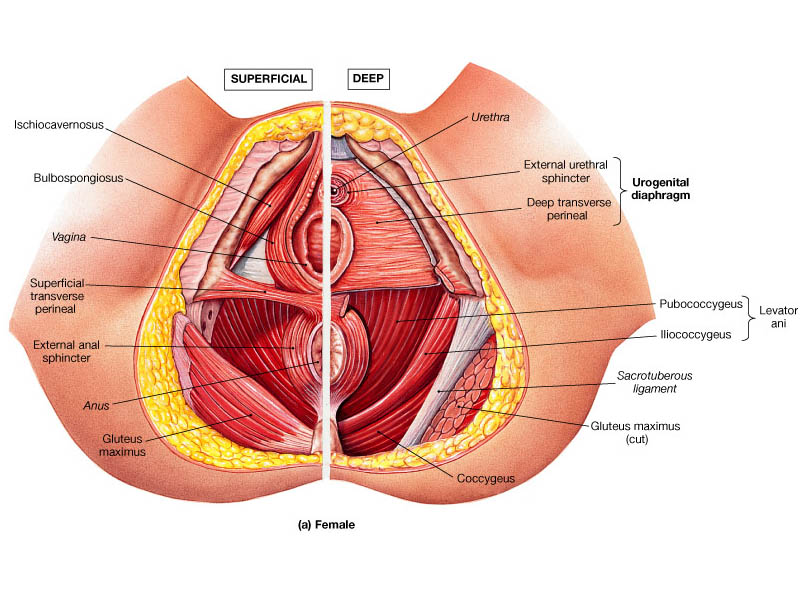 SUPERFICIAL
DEEP
Ischiocavernosus
Bulbospongiosus
Vagina
Superficial
transverse
perineal
External anal
sphincter
Anus
Gluteus
maximus
Urethra
External urethral
sphincter
Deep transverse
perineal
Urogenital
diaphragm
Pubococcygeus
Iliococcygeus
Levator
ani
Sacrotuberous
ligament
Gluteus maximus
(cut)
Coccygeus
(a) Female